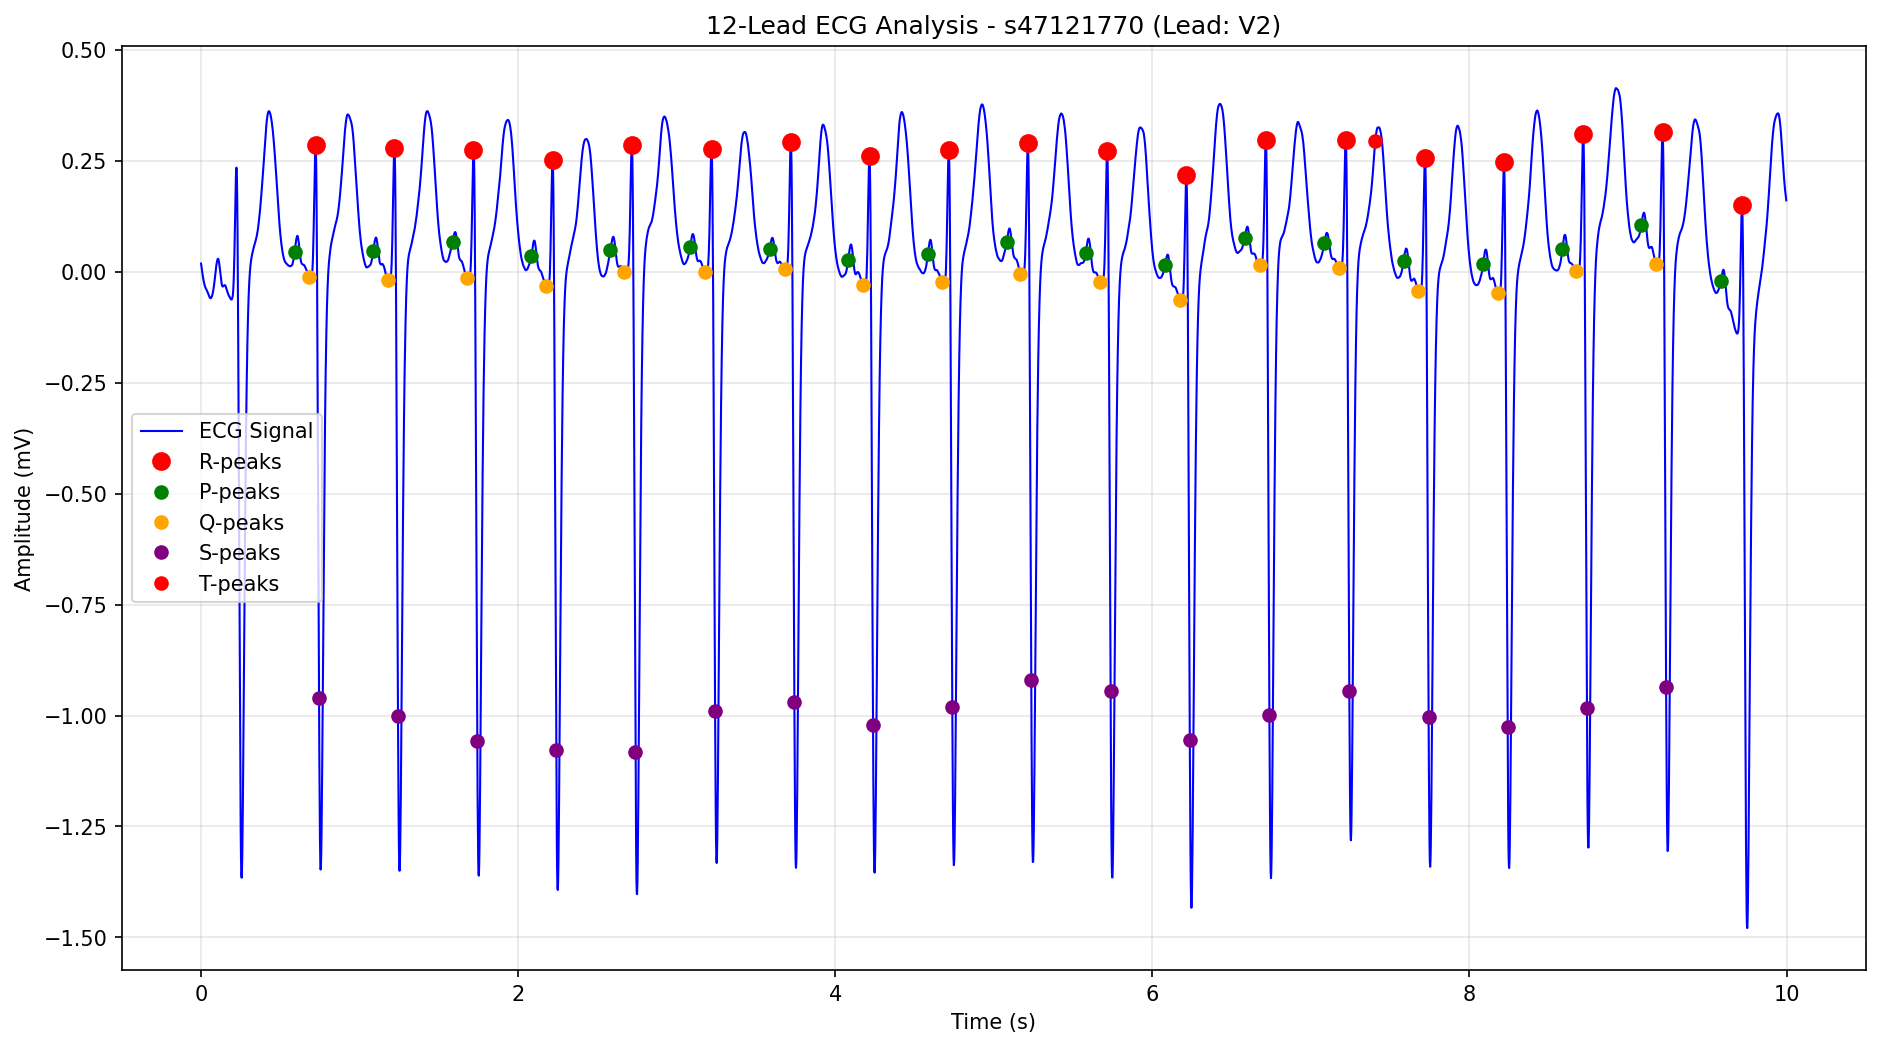 12-Lead ECG Analysis - s47121770 (Lead: V2)
0.50
0.25
0.00
−0.25
−0.50
−0.75
−1.00
−1.25
−1.50
Amplitude (mV)
ECG Signal
R-peaks
P-peaks
Q-peaks
S-peaks
T-peaks
0 2 4 6 8 10
Time (s)